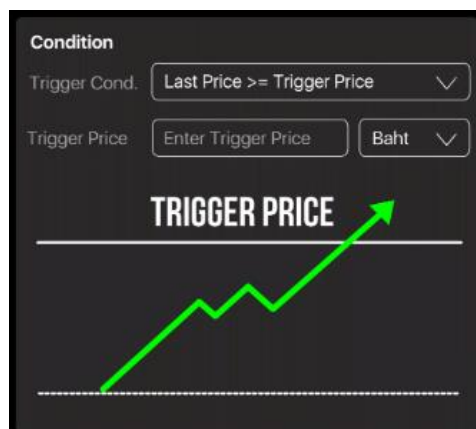 Condition
Trigger Cond. Last Price >= Trigger Price
Trigger Price Enter Trigger Price Baht
TRIGGER PRICE